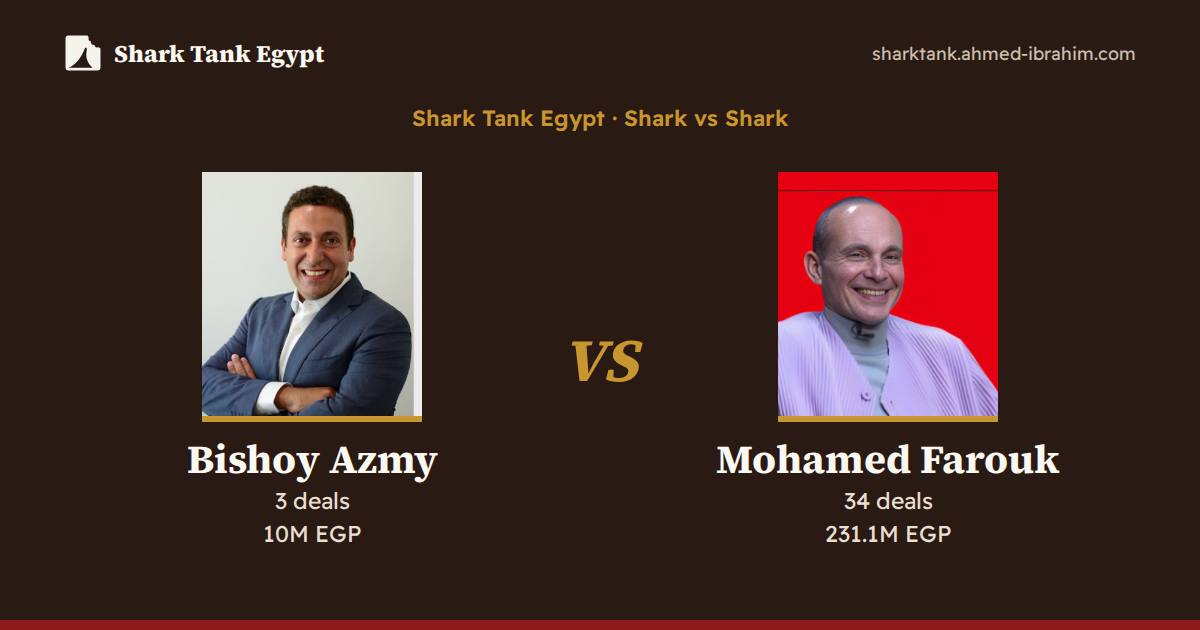 Shark Tank Egypt
sharktank.ahmed-ibrahim.com
Shark Tank Egypt · Shark vs Shark
VS
Bishoy Azmy
Mohamed Farouk
3 deals
34 deals
10M EGP
231.1M EGP